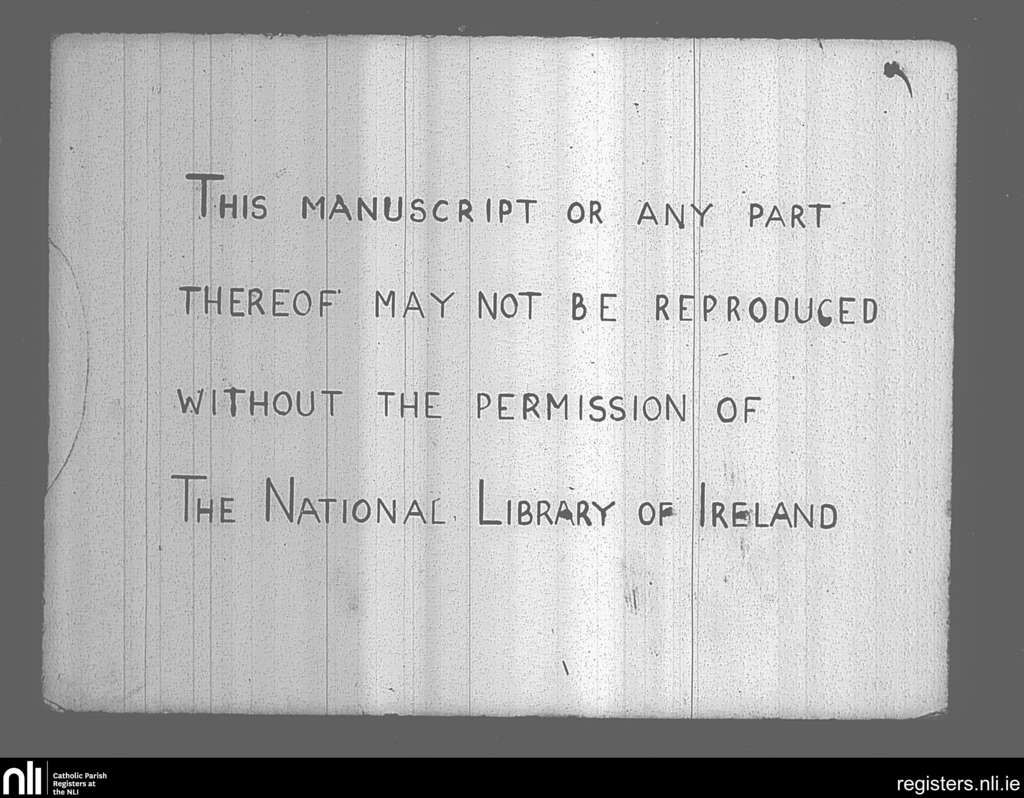 THIS MANUSCRIPT OR ANY PART
THEREOF MAY NOT BE REPRODUCED
WITHOUT THE PERMISSION OF
THE NATIONAL LIBRARY OF IRELAND
nli
Catholic Parish
Registers at
the NLI
registers.nli.ie